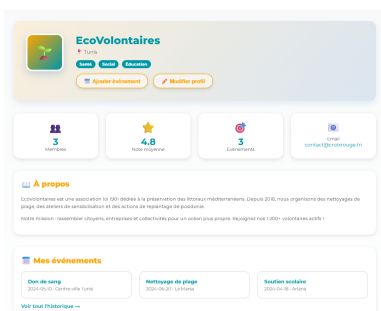 EcoVolontaires
Tunis
Santé Social Éducation
Ajouter événement Modifier profil
3
Membres
4.8
Note moyenne
3
Événements
Email
contact@croixrouge.tn
À propos
EcoVolontaires est une association loi 1901 dédiée à la préservation des littoraux méditerranéens. Depuis 2018, nous organisons des nettoyages de
plage, des ateliers de sensibilisation et des actions de replantage de posidonie.
Notre mission : rassembler citoyens, entreprises et collectivités pour un océan plus propre. Rejoignez nos 1 200+ volontaires actifs !
Mes événements
Don de sang
2024-05-10 · Centre-ville Tunis
Nettoyage de plage
2024-06-20 · La Marsa
Soutien scolaire
2024-04-18 · Ariana
Voir tout l'historique →